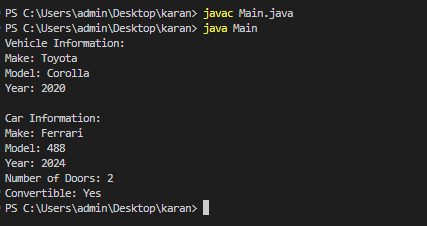 PS C:\Users\admin\Desktop\karan> javac Main.java
PS C:\Users\admin\Desktop\karan> java Main
Vehicle Information:
Make: Toyota
Model: Corolla
Year: 2020

Car Information:
Make: Ferrari
Model: 488
Year: 2024
Number of Doors: 2
Convertible: Yes
PS C:\Users\admin\Desktop\karan>